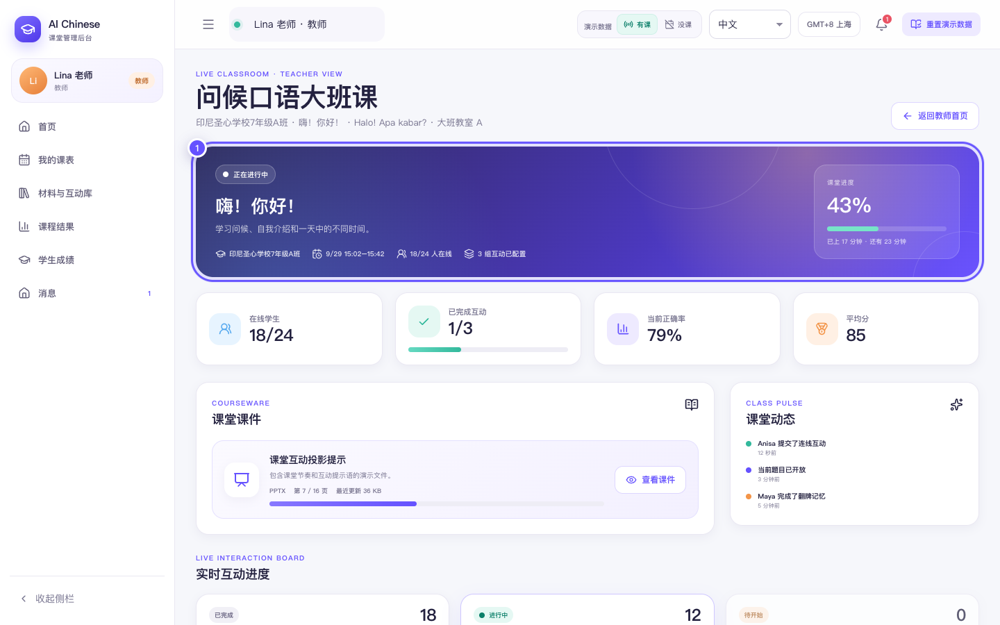 AI Chinese
课堂管理后台
Li
Lina 老师
教师
教师
首页
我的课表
材料与互动库
课程结果
学生成绩
消息
1
收起侧栏
Lina 老师 · 教师
演示数据
有课
没课
中文
GMT+8 上海
1
重置演示数据
LIVE CLASSROOM · TEACHER VIEW
问候口语大班课
印尼圣心学校7年级A班 · 嗨！你好！ · Halo! Apa kabar? · 大班教室 A
返回教师首页
1
正在进行中
嗨！你好！
学习问候、自我介绍和一天中的不同时间。
印尼圣心学校7年级A班
9/29 15:02–15:42
18/24 人在线
3 组互动已配置
课堂进度
43%
已上 17 分钟 · 还有 23 分钟
在线学生
18/24
已完成互动
1/3
当前正确率
79%
平均分
85
COURSEWARE
课堂课件
课堂互动投影提示
包含课堂节奏和互动提示语的演示文件。
PPTX 第 7 / 16 页 最近更新 36 KB
查看课件
CLASS PULSE
课堂动态
Anisa 提交了连线互动
12 秒前
当前题目已开放
3 分钟前
Maya 完成了翻牌记忆
5 分钟前
LIVE INTERACTION BOARD
实时互动进度
已完成
18
进行中
12
待开始
0